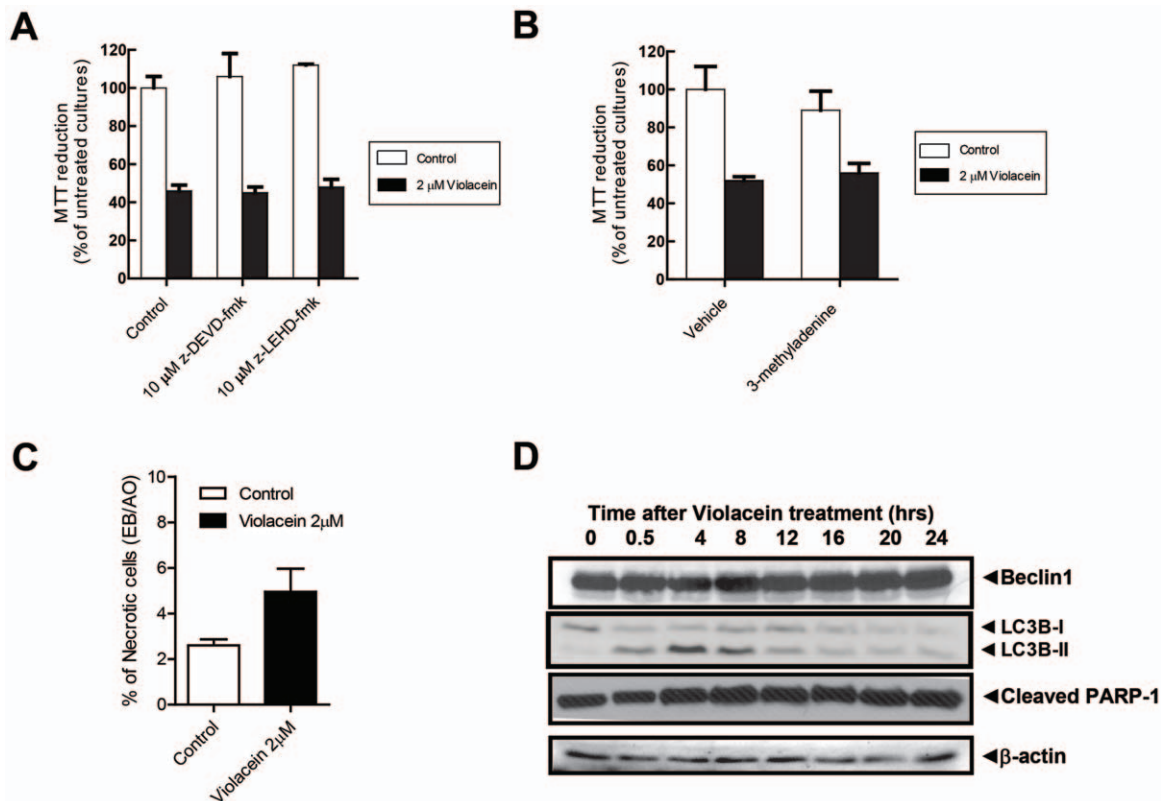 A
MTT reduction
(% of untreated cultures)
120
100
80
60
40
20
0
Control
10 μM z-DEVD-fmk
10 μM z-LEHD-fmk
Control
2 μM Violacein
B
MTT reduction
(% of untreated cultures)
120
100
80
60
40
20
0
Vehicle
3-methyladenine
Control
2 μM Violacein
C
% of Necrotic cells (EB/AO)
10
8
6
4
2
0
Control
Violacein 2μM
Control
Violacein 2μM
D
Time after Violacein treatment (hrs)
0 0.5 4 8 12 16 20 24
Beclin1
LC3B-I
LC3B-II
Cleaved PARP-1
β-actin